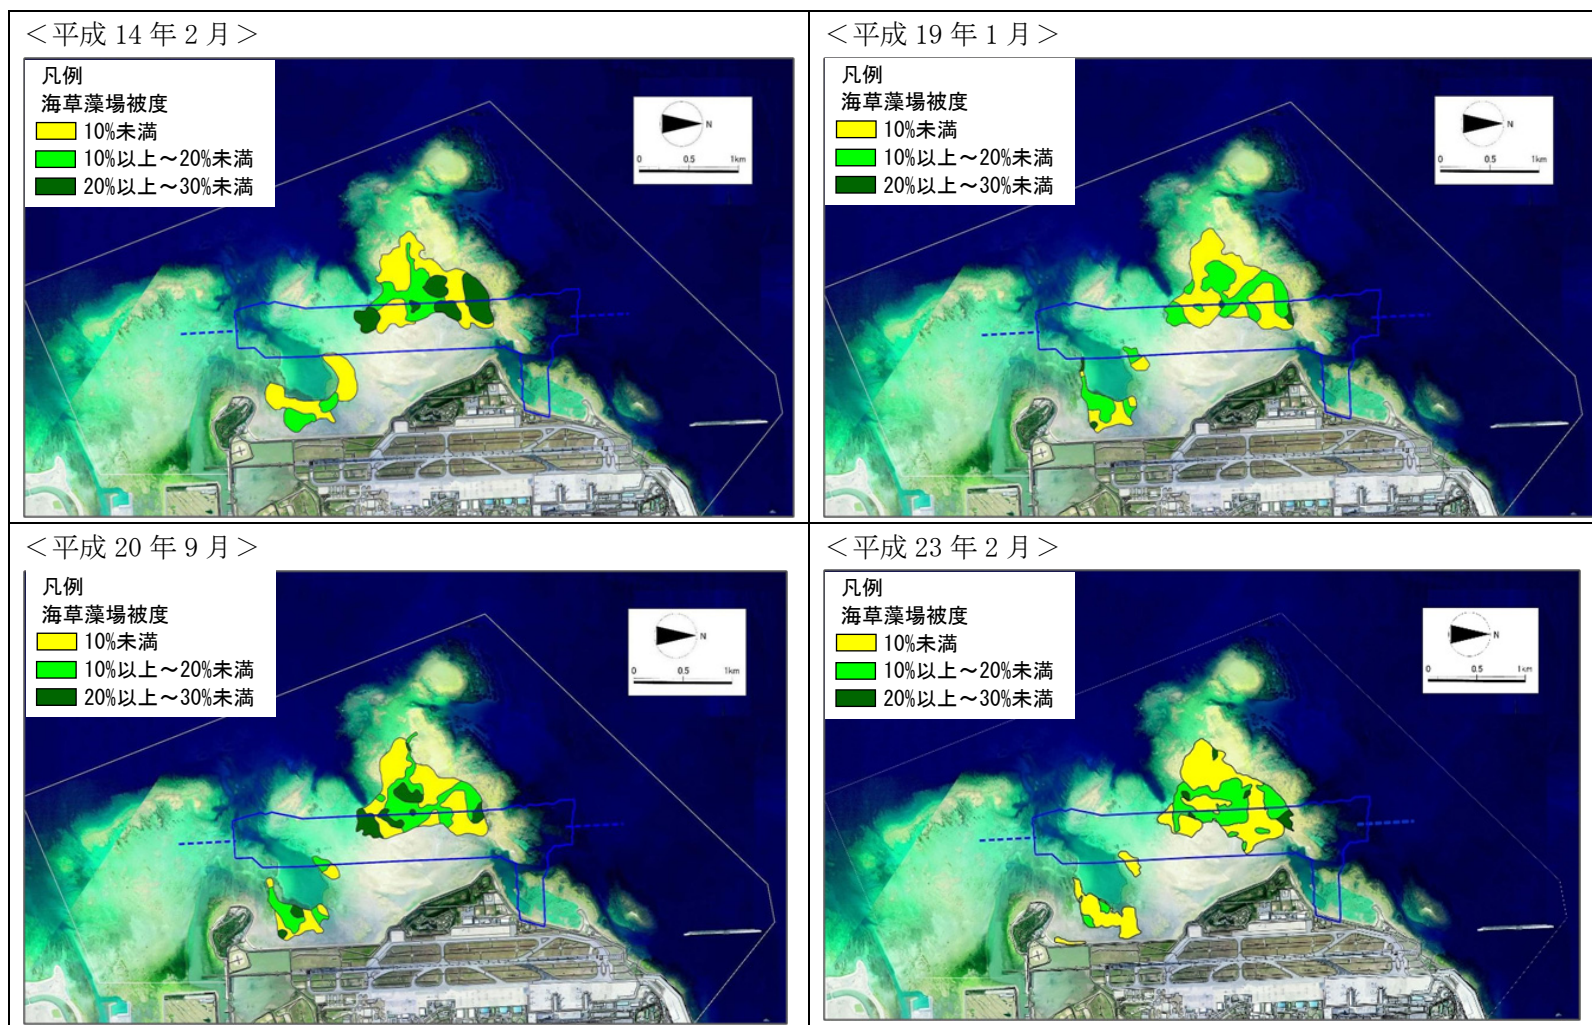 ＜平成 14 年 2 月＞
凡例
海草藻場被度
10%未満
10%以上～20%未満
20%以上～30%未満
N
0 0.5 1km
＜平成 19 年 1 月＞
凡例
海草藻場被度
10%未満
10%以上～20%未満
20%以上～30%未満
N
0 0.5 1km
＜平成 20 年 9 月＞
凡例
海草藻場被度
10%未満
10%以上～20%未満
20%以上～30%未満
N
0 0.5 1km
＜平成 23 年 2 月＞
凡例
海草藻場被度
10%未満
10%以上～20%未満
20%以上～30%未満
N
0 0.5 1km